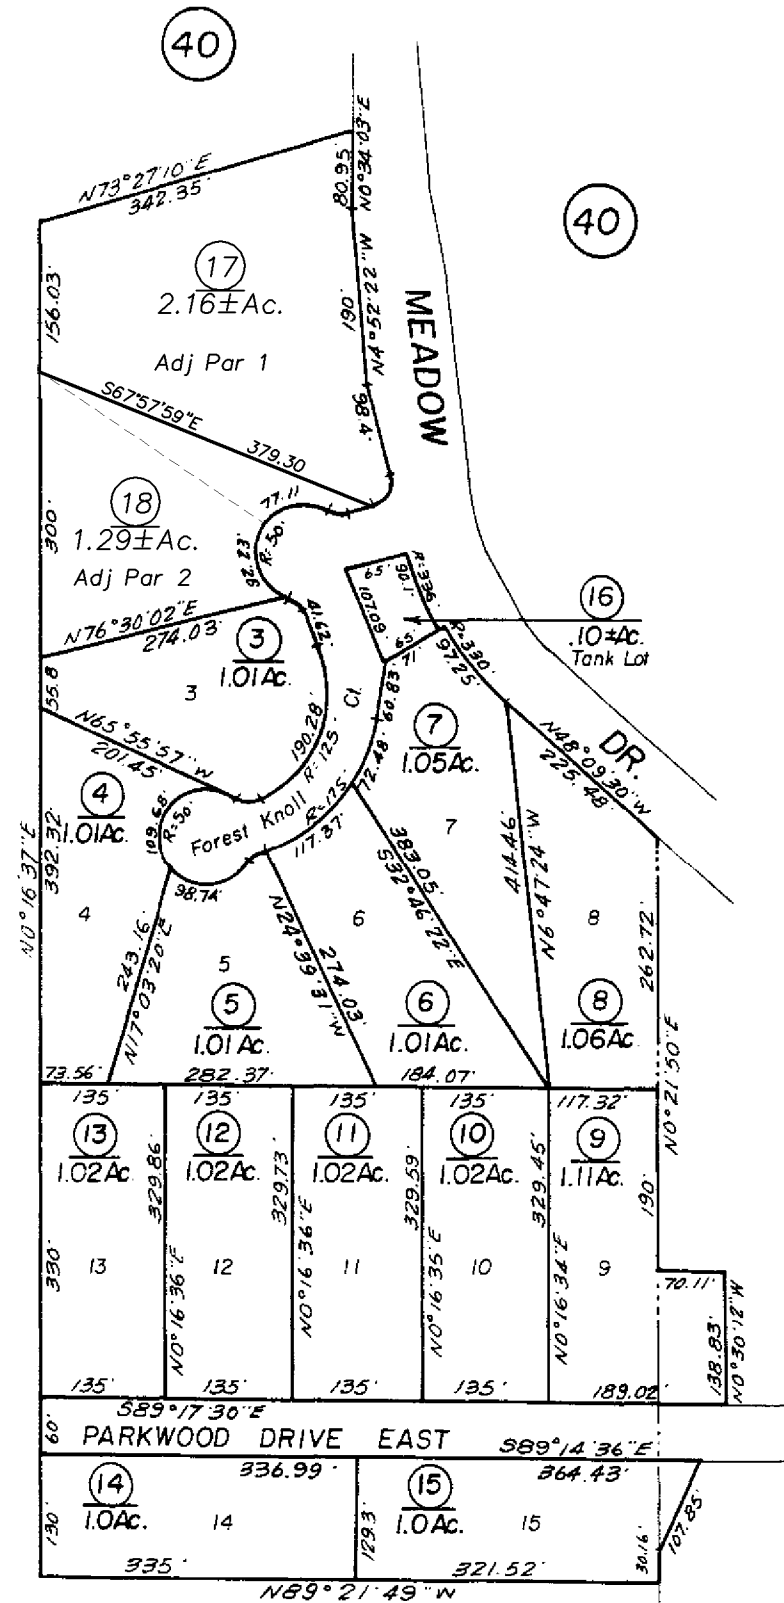 40
N73°27'10"E
342.35'
80.95'
N0°34'03"E
40
17
2.16±Ac.
156.03'
190'
N4°52'22"W
MEADOW
Adj Par 1
S67°57'59"E
379.30
98.4'
77.11
R=50'
92.23'
18
1.29±Ac.
300'
Adj Par 2
N76°30'02"E
274.03'
41.62'
65'
90.1'
R=336'
107.09
65'
71'
R=330'
97.25'
16
.10±Ac.
Tank Lot
3
1.01Ac.
3
55.8
N65°55'57"W
201.45'
190.28'
R=125'
Ct.
60.83'
72.48'
7
1.05Ac.
7
DR.
N48°09'30"W
225.48'
4
1.01Ac.
N0°16'37"E
392.32'
109.68'
R=50'
Forest Knoll
R=175'
117.37'
98.74'
383.05'
S32°46'22"E
414.46'
N6°47'24"W
4
243.16'
N17°03'20"E
5
N24°39'31"W
274.03'
6
8
262.72'
5
1.01Ac.
6
1.01Ac.
8
1.06Ac.
N0°21'50"E
73.56'
282.37'
184.07'
135'
135'
135'
135'
117.32'
13
1.02Ac.
12
1.02Ac.
11
1.02Ac.
10
1.02Ac.
9
1.11Ac.
329.86'
329.73'
329.59'
329.45'
190'
330'
13
12
11
10
9
N0°16'36"E
N0°16'36"E
N0°16'35"E
N0°16'34"E
70.11'
138.83'
N0°30'12"W
135'
135'
135'
135'
189.02'
S89°17'30"E
60'
PARKWOOD DRIVE EAST
S89°14'36"E
336.99'
364.43'
14
1.0Ac.
15
1.0Ac.
130'
14
129.3'
15
30.16'
107.85'
335'
321.52'
N89°21'49"W